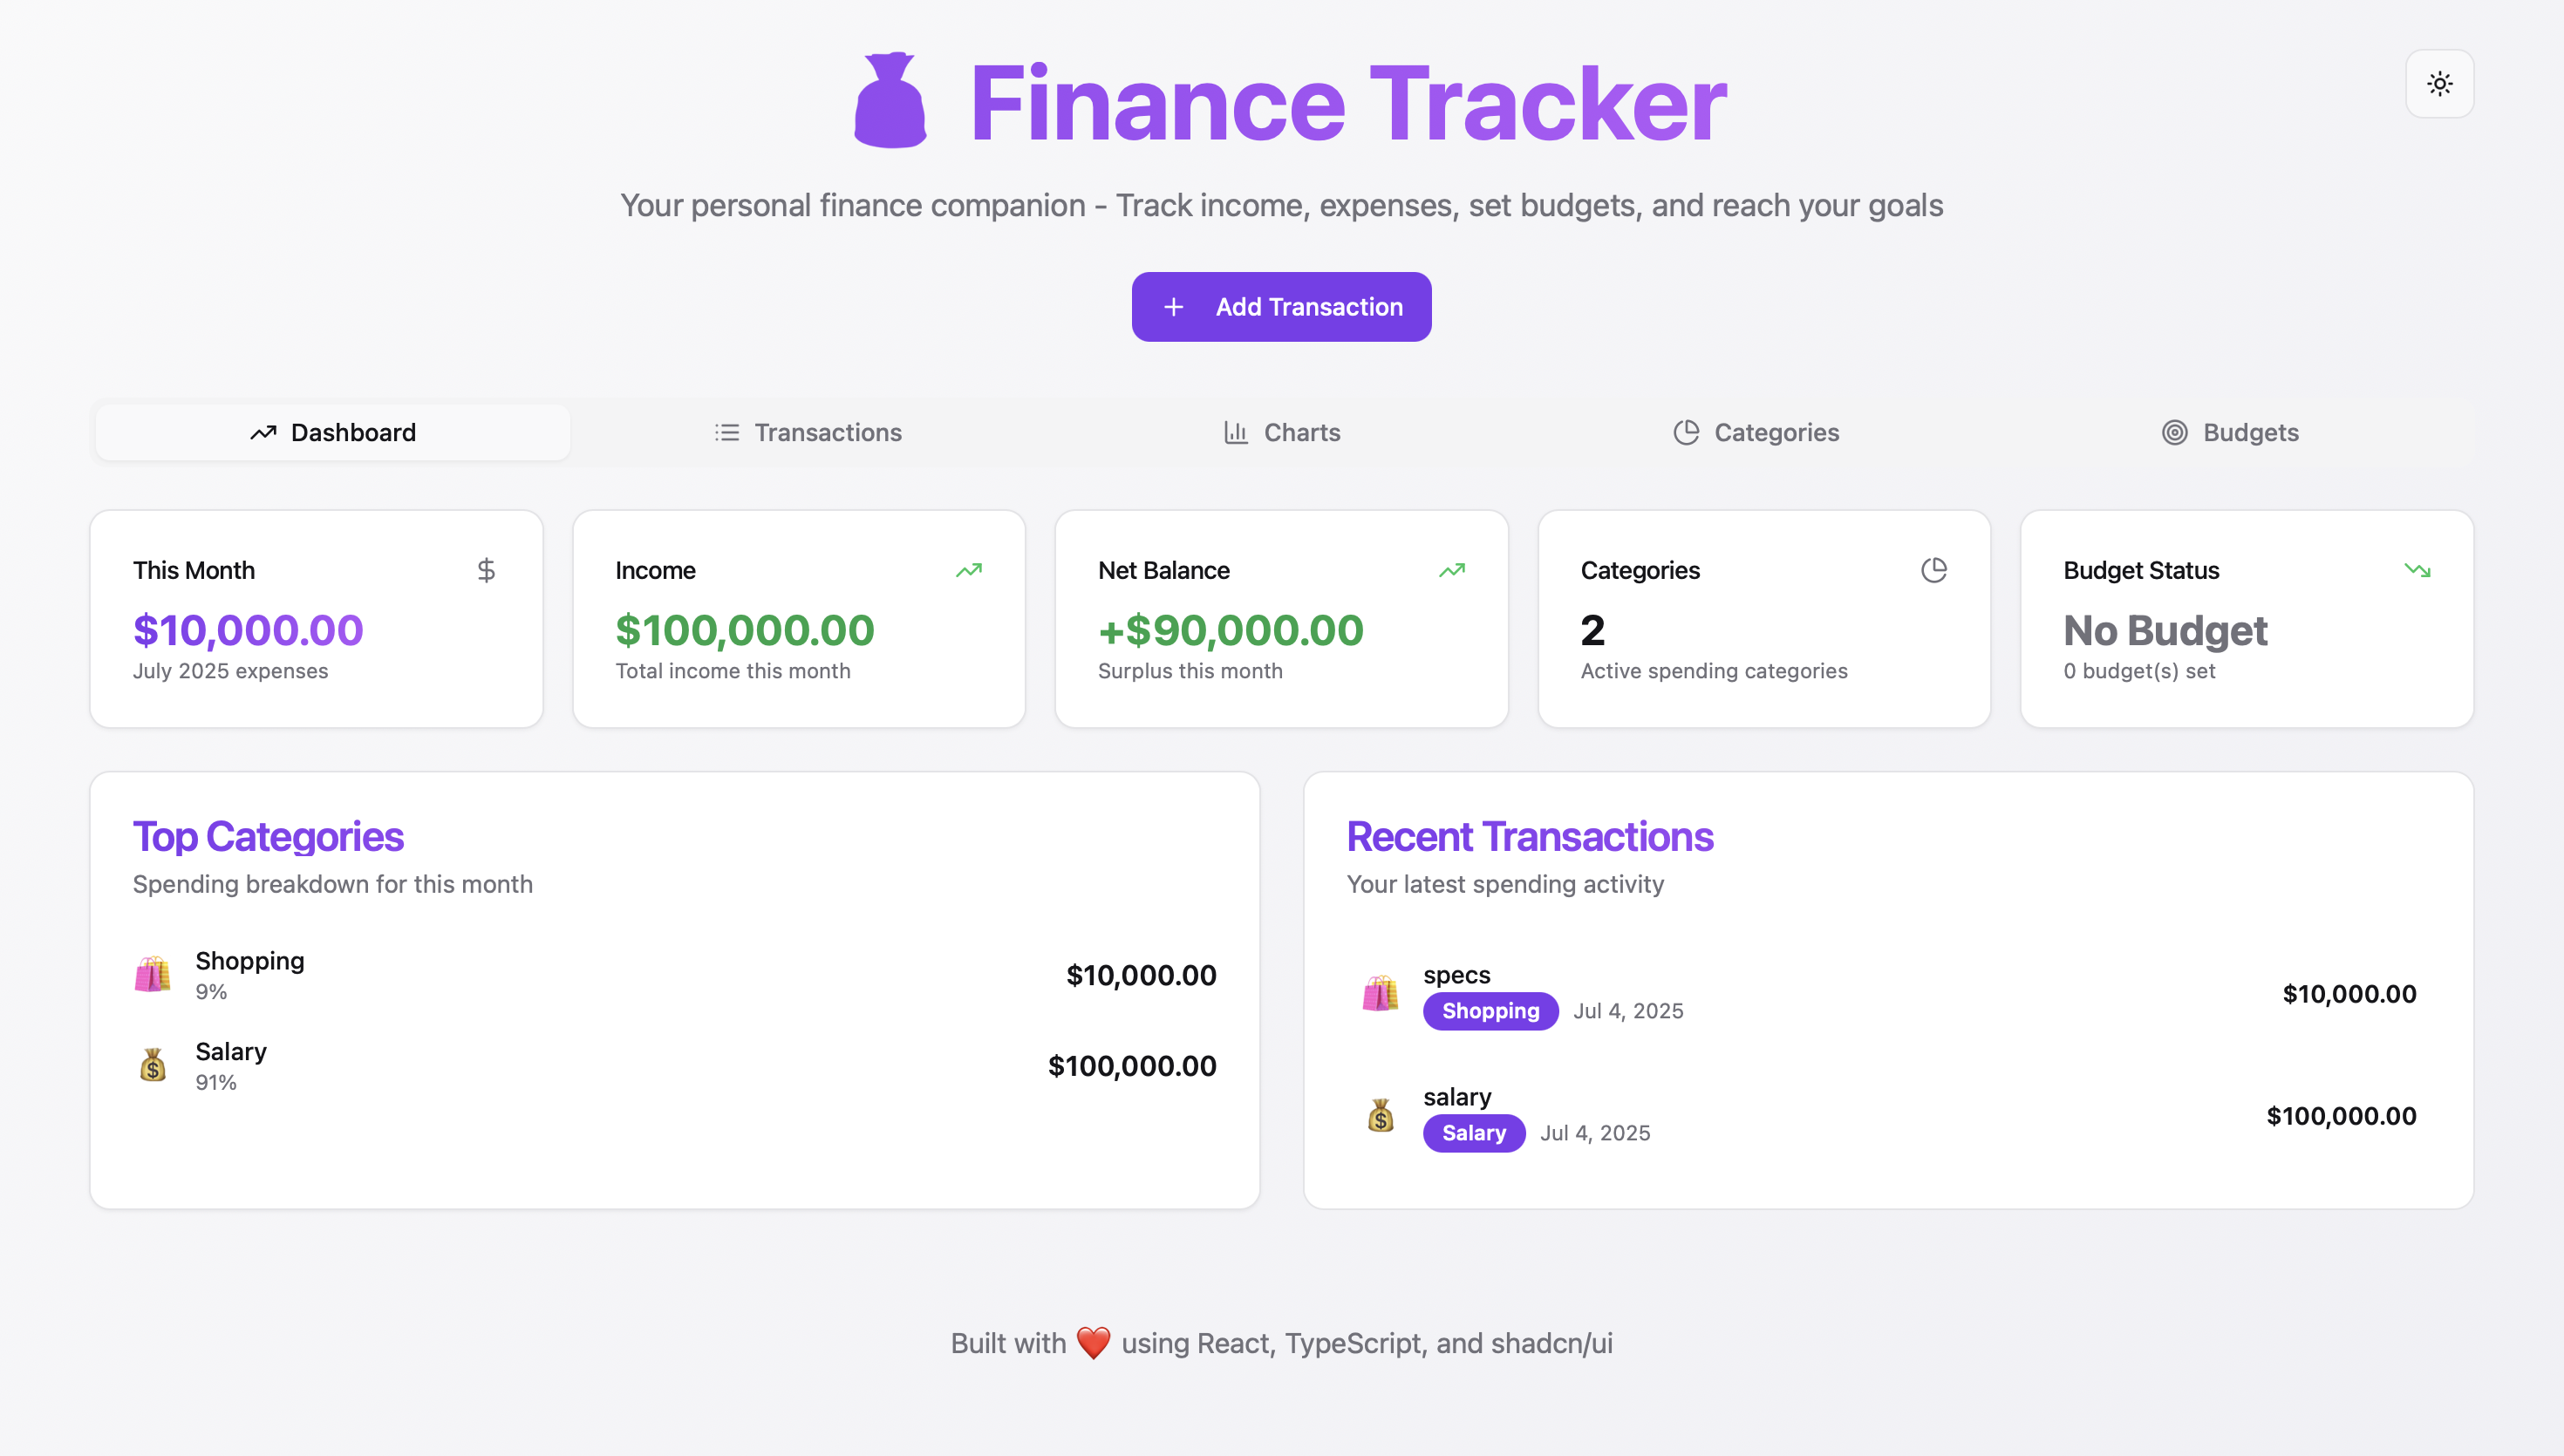 Finance Tracker
Your personal finance companion - Track income, expenses, set budgets, and reach your goals
+ Add Transaction
Dashboard
Transactions
Charts
Categories
Budgets
This Month
$10,000.00
July 2025 expenses
Income
$100,000.00
Total income this month
Net Balance
+$90,000.00
Surplus this month
Categories
2
Active spending categories
Budget Status
No Budget
0 budget(s) set
Top Categories
Spending breakdown for this month
Shopping
9%
$10,000.00
Salary
91%
$100,000.00
Recent Transactions
Your latest spending activity
specs
Shopping Jul 4, 2025
$10,000.00
salary
Salary Jul 4, 2025
$100,000.00
Built with ❤️ using React, TypeScript, and shadcn/ui